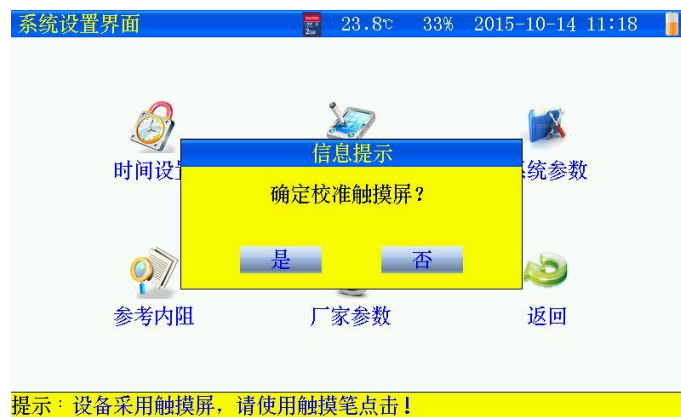 系统设置界面 23.8℃ 33% 2015-10-14 11:18
信息提示
时间设 统参数
确定校准触摸屏？
是 否
参考内阻 厂家参数 返回
提示：设备采用触摸屏，请使用触摸笔点击！